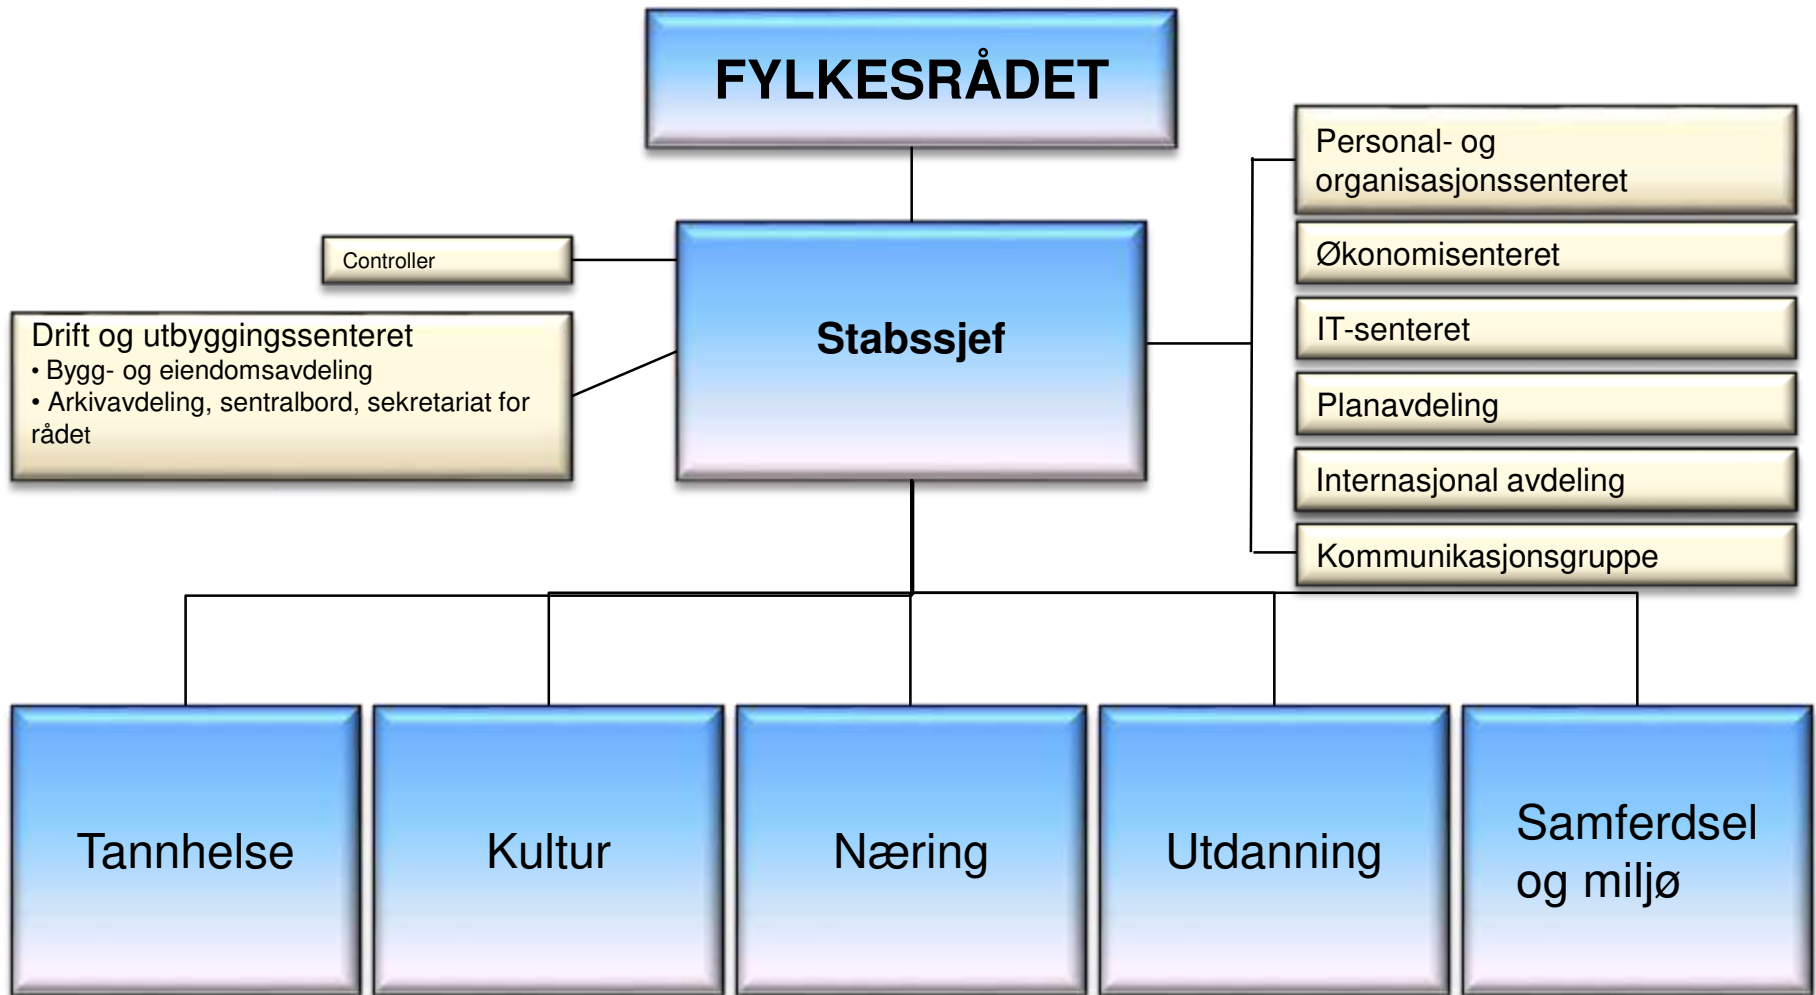 FYLKESRÅDET
Personal- og
organisasjonssenteret
Økonomisenteret
IT-senteret
Planavdeling
Internasjonal avdeling
Kommunikasjonsgruppe
Controller
Stabssjef
Drift og utbyggingssenteret
• Bygg- og eiendomsavdeling
• Arkivavdeling, sentralbord, sekretariat for
rådet
Tannhelse
Kultur
Næring
Utdanning
Samferdsel
og miljø